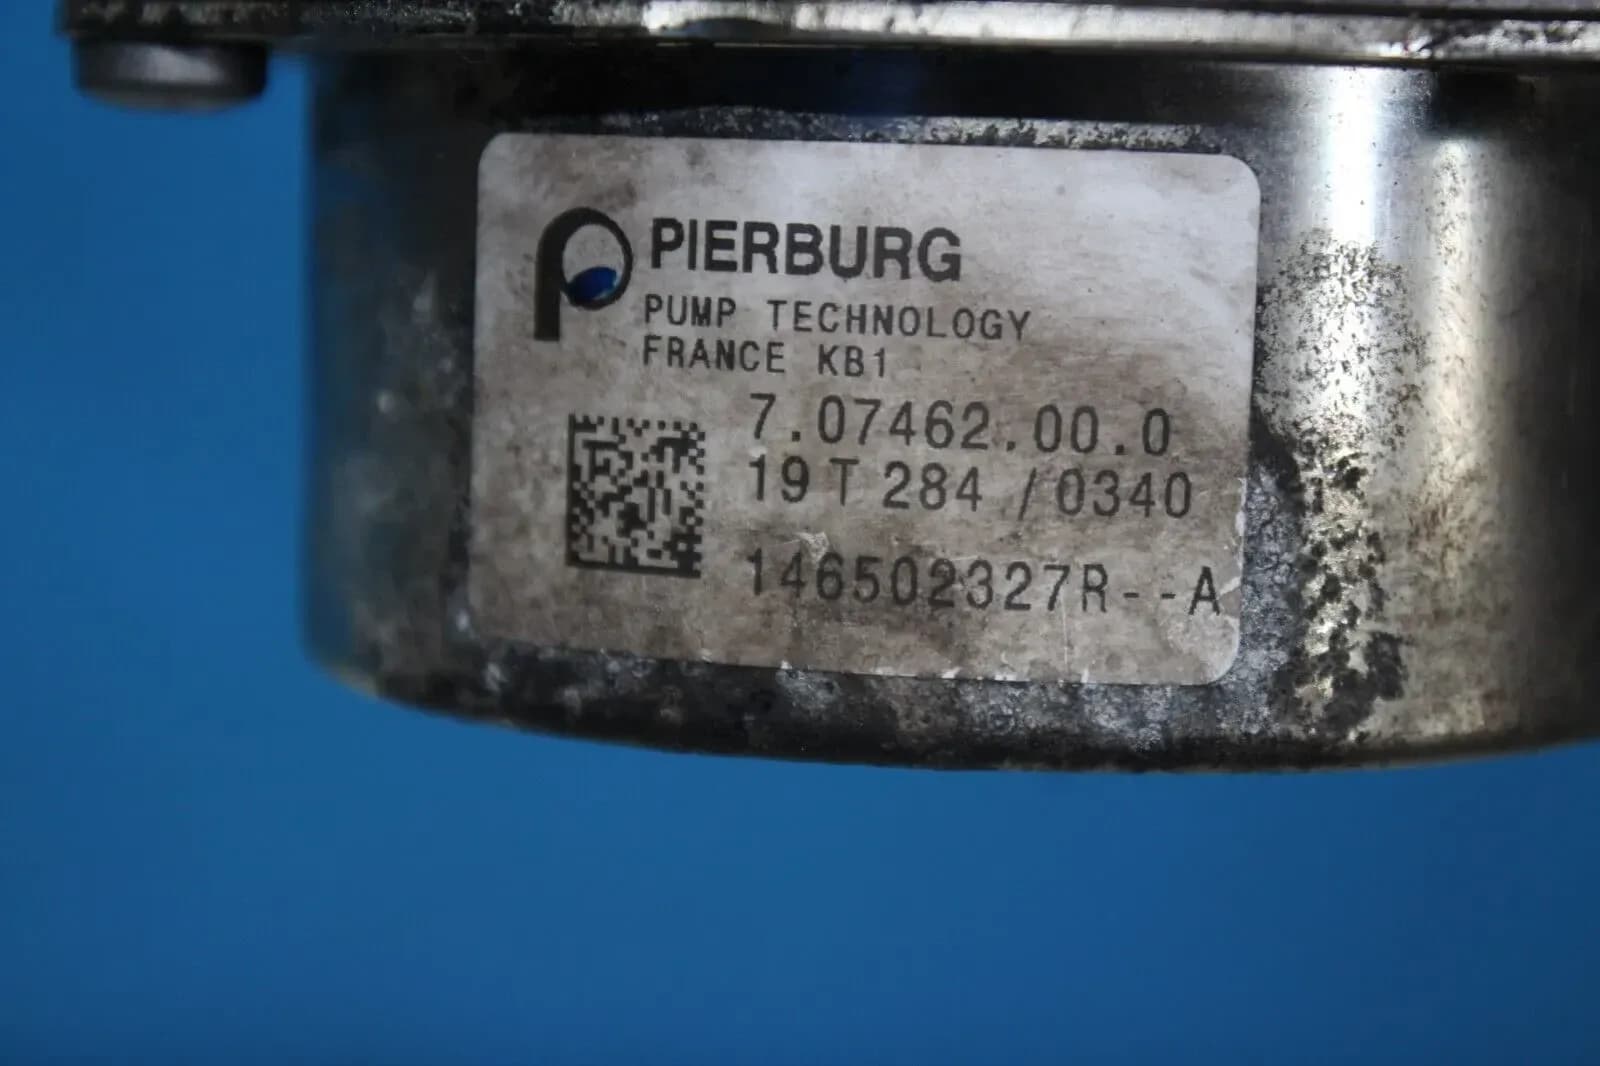 PIERBURG
PUMP TECHNOLOGY
FRANCE KB1
7.07462.00.0
19 T 284 /0340
146502327R--A